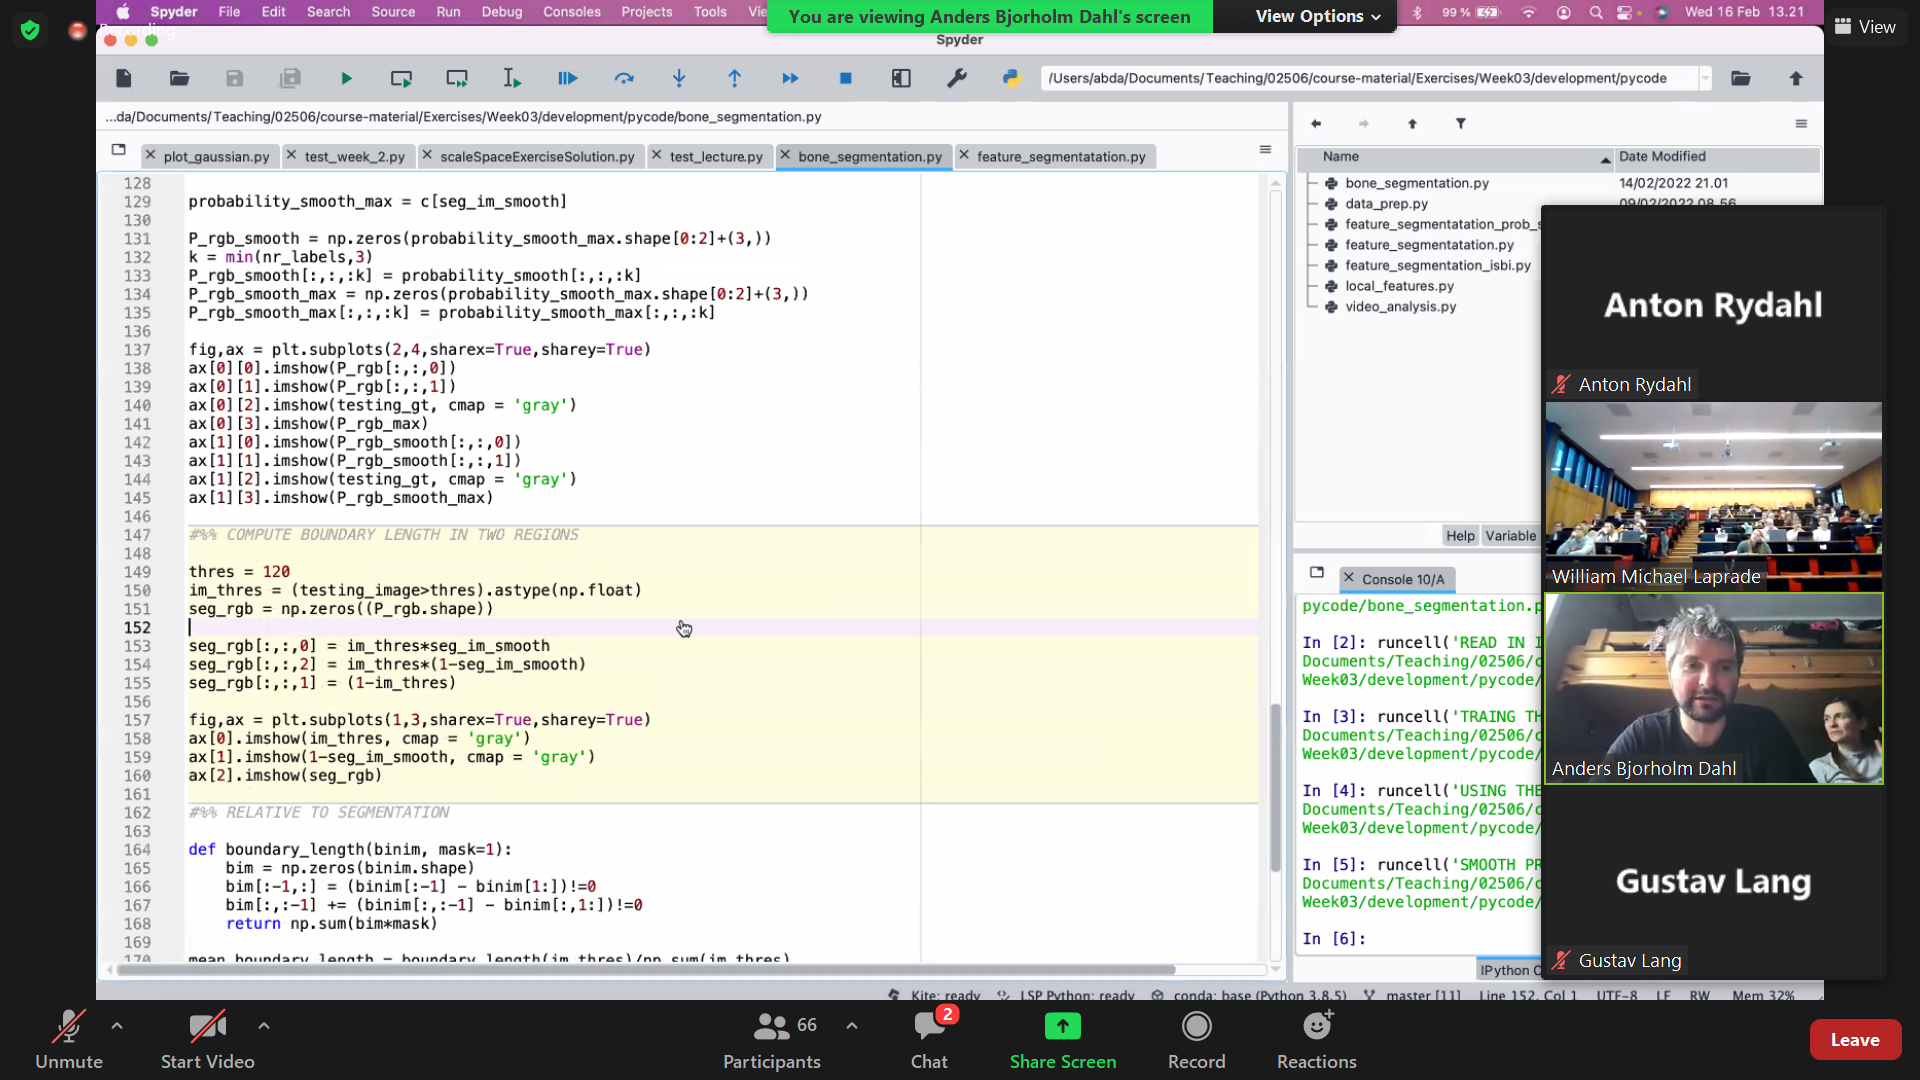 Spyder File Edit Search Source Run Debug Consoles Projects Tools
You are viewing Anders Bjorholm Dahl's screen
View Options
99 %
Wed 16 Feb 13.21
View
Recording
Spyder
/Users/abda/Documents/Teaching/02506/course-material/Exercises/Week03/development/pycode
...da/Documents/Teaching/02506/course-material/Exercises/Week03/development/pycode/bone_segmentation.py
plot_gaussian.py
test_week_2.py
scaleSpaceExerciseSolution.py
test_lecture.py
bone_segmentation.py
feature_segmentatation.py
128
129 probability_smooth_max = c[seg_im_smooth]
130
131 P_rgb_smooth = np.zeros(probability_smooth_max.shape[0:2]+(3,))
132 k = min(nr_labels,3)
133 P_rgb_smooth[:,:,:k] = probability_smooth[:,:,:k]
134 P_rgb_smooth_max = np.zeros(probability_smooth_max.shape[0:2]+(3,))
135 P_rgb_smooth_max[:,:,:k] = probability_smooth_max[:,:,:k]
136
137 fig,ax = plt.subplots(2,4,sharex=True,sharey=True)
138 ax[0][0].imshow(P_rgb[:,:,0])
139 ax[0][1].imshow(P_rgb[:,:,1])
140 ax[0][2].imshow(testing_gt, cmap = 'gray')
141 ax[0][3].imshow(P_rgb_max)
142 ax[1][0].imshow(P_rgb_smooth[:,:,0])
143 ax[1][1].imshow(P_rgb_smooth[:,:,1])
144 ax[1][2].imshow(testing_gt, cmap = 'gray')
145 ax[1][3].imshow(P_rgb_smooth_max)
146
147 #%% COMPUTE BOUNDARY LENGTH IN TWO REGIONS
148
149 thres = 120
150 im_thres = (testing_image>thres).astype(np.float)
151 seg_rgb = np.zeros((P_rgb.shape))
152
153 seg_rgb[:,:,0] = im_thres*seg_im_smooth
154 seg_rgb[:,:,2] = im_thres*(1-seg_im_smooth)
155 seg_rgb[:,:,1] = (1-im_thres)
156
157 fig,ax = plt.subplots(1,3,sharex=True,sharey=True)
158 ax[0].imshow(im_thres, cmap = 'gray')
159 ax[1].imshow(1-seg_im_smooth, cmap = 'gray')
160 ax[2].imshow(seg_rgb)
161
162 #%% RELATIVE TO SEGMENTATION
163
164 def boundary_length(binim, mask=1):
165 bim = np.zeros(binim.shape)
166 bim[:-1,:] = (binim[:-1] - binim[1:])!=0
167 bim[:,:-1] += (binim[:,:-1] - binim[:,1:])!=0
168 return np.sum(bim*mask)
169
170 mean_boundary_length = boundary_length(im_thres)/np.sum(im_thres)
Name
Date Modified
bone_segmentation.py 14/02/2022 21.01
data_prep.py 09/02/2022 08.56
feature_segmentatation_prob_s
feature_segmentatation.py
feature_segmentation_isbi.py
local_features.py
video_analysis.py
Help
Variable
Console 10/A
pycode/bone_segmentation.p
In [2]: runcell('READ IN I
Documents/Teaching/02506/c
Week03/development/pycode/
In [3]: runcell('TRAING TH
Documents/Teaching/02506/c
Week03/development/pycode/
In [4]: runcell('USING THE
Documents/Teaching/02506/c
Week03/development/pycode/
In [5]: runcell('SMOOTH PR
Documents/Teaching/02506/c
Week03/development/pycode/
In [6]:
IPython C
Anton Rydahl
Anton Rydahl
William Michael Laprade
Anders Bjorholm Dahl
Gustav Lang
Gustav Lang
Kite: ready
LSP Python: ready
conda: base (Python 3.8.5)
master [11]
Line 152, Col 1
UTF-8
LF
RW
Mem 32%
Unmute
Start Video
66
Participants
2
Chat
Share Screen
Record
Reactions
Leave